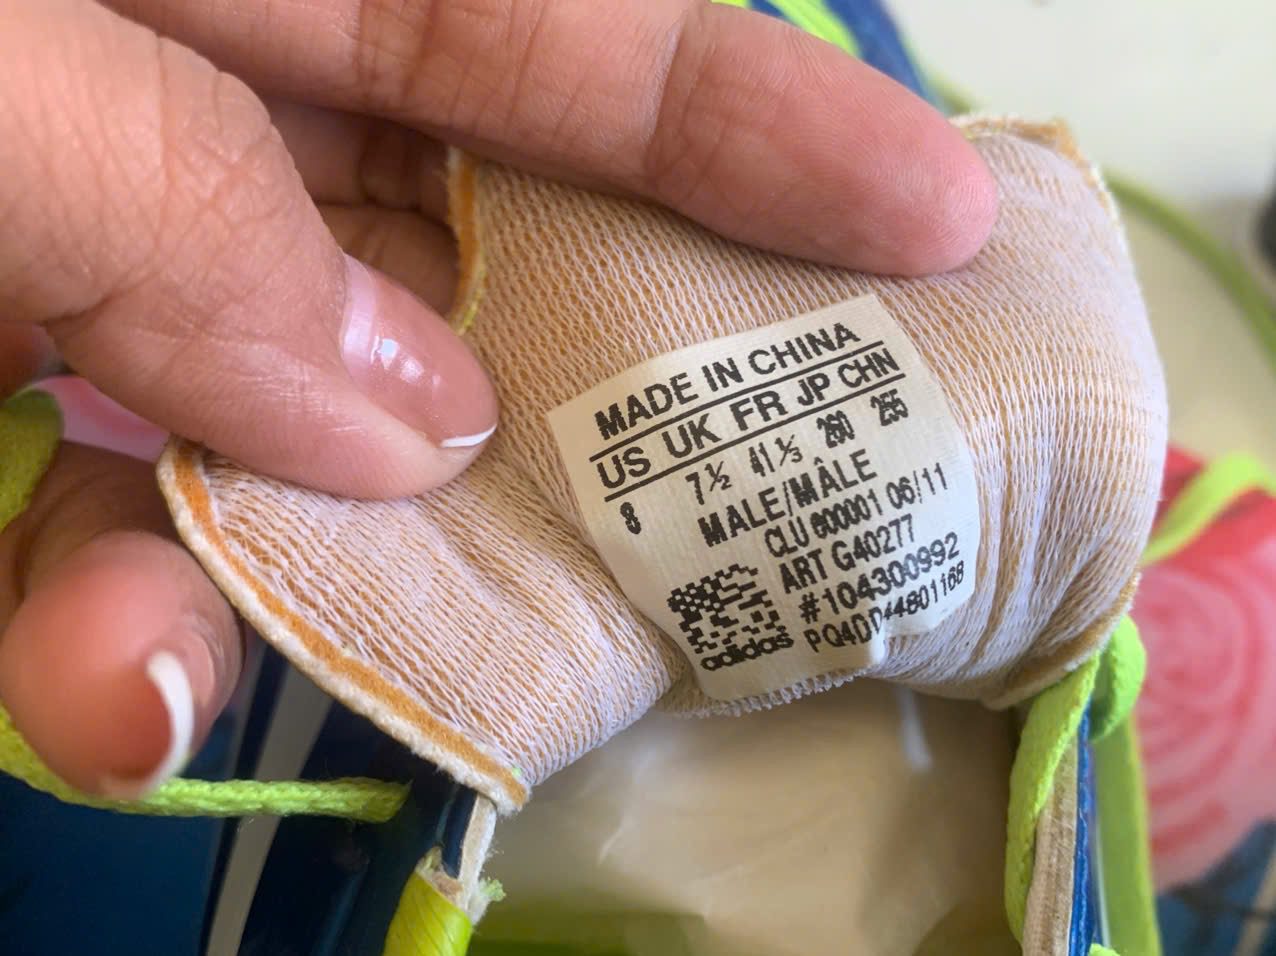 MADE IN CHINA
US UK FR JP CHN
8 7½ 41⅓ 260 255
MALE/MÂLE
CLU 600001 06/11
ART G40277
#104300992
PQ4DD44801168
adidas